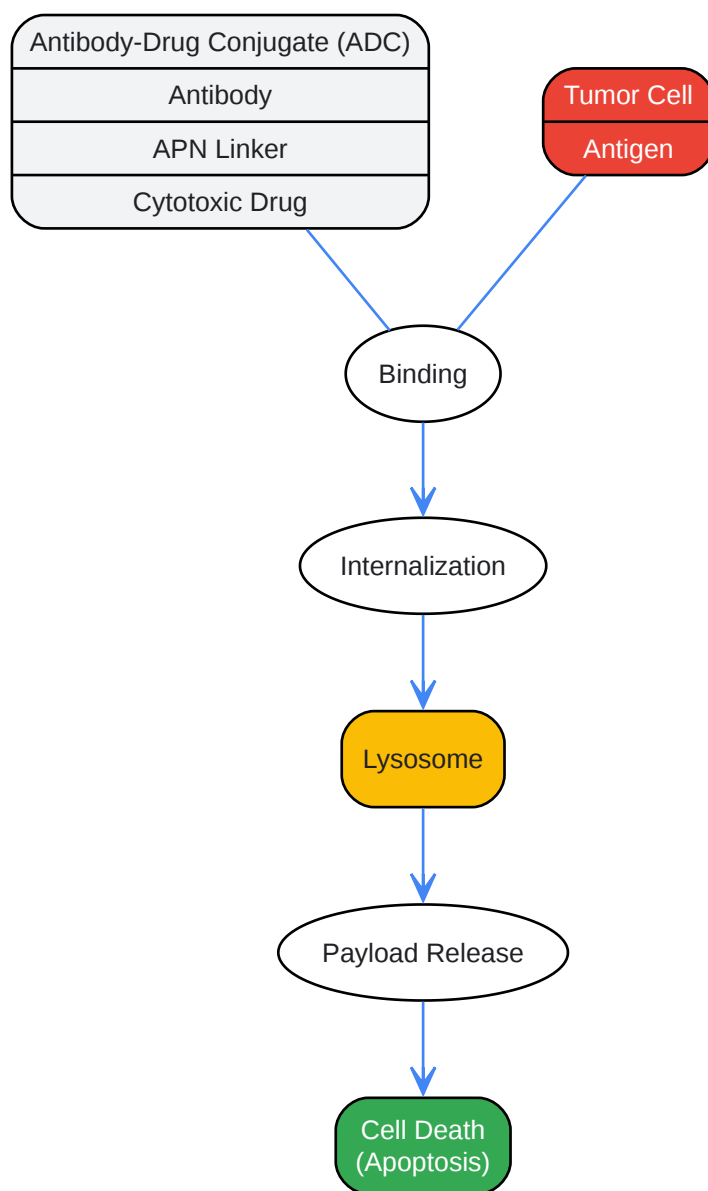 Antibody-Drug Conjugate (ADC)
Antibody
APN Linker
Cytotoxic Drug
Tumor Cell
Antigen
Binding
Internalization
Lysosome
Payload Release
Cell Death
(Apoptosis)